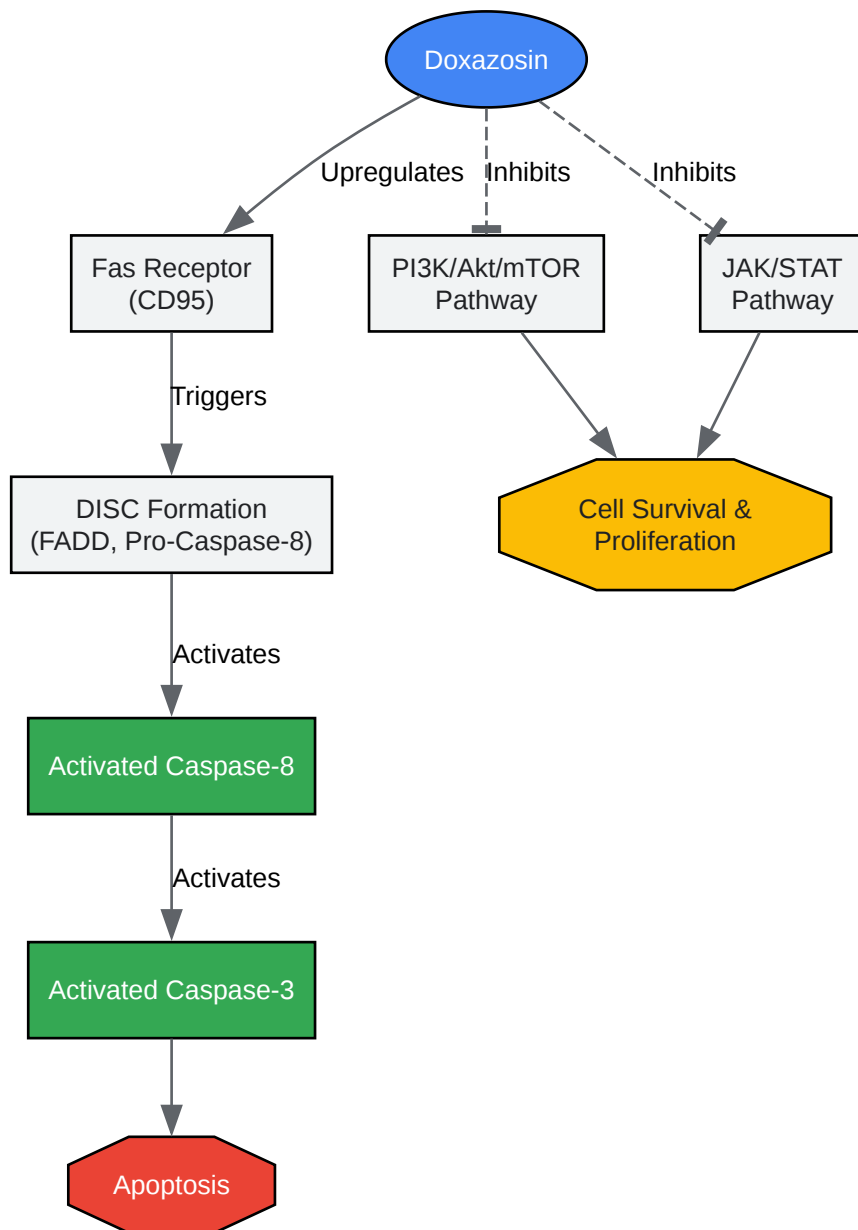 Doxazosin
Upregulates
Inhibits
Inhibits
Fas Receptor
(CD95)
PI3K/Akt/mTOR
Pathway
JAK/STAT
Pathway
Triggers
DISC Formation
(FADD, Pro-Caspase-8)
Cell Survival &
Proliferation
Activates
Activated Caspase-8
Activates
Activated Caspase-3
Apoptosis